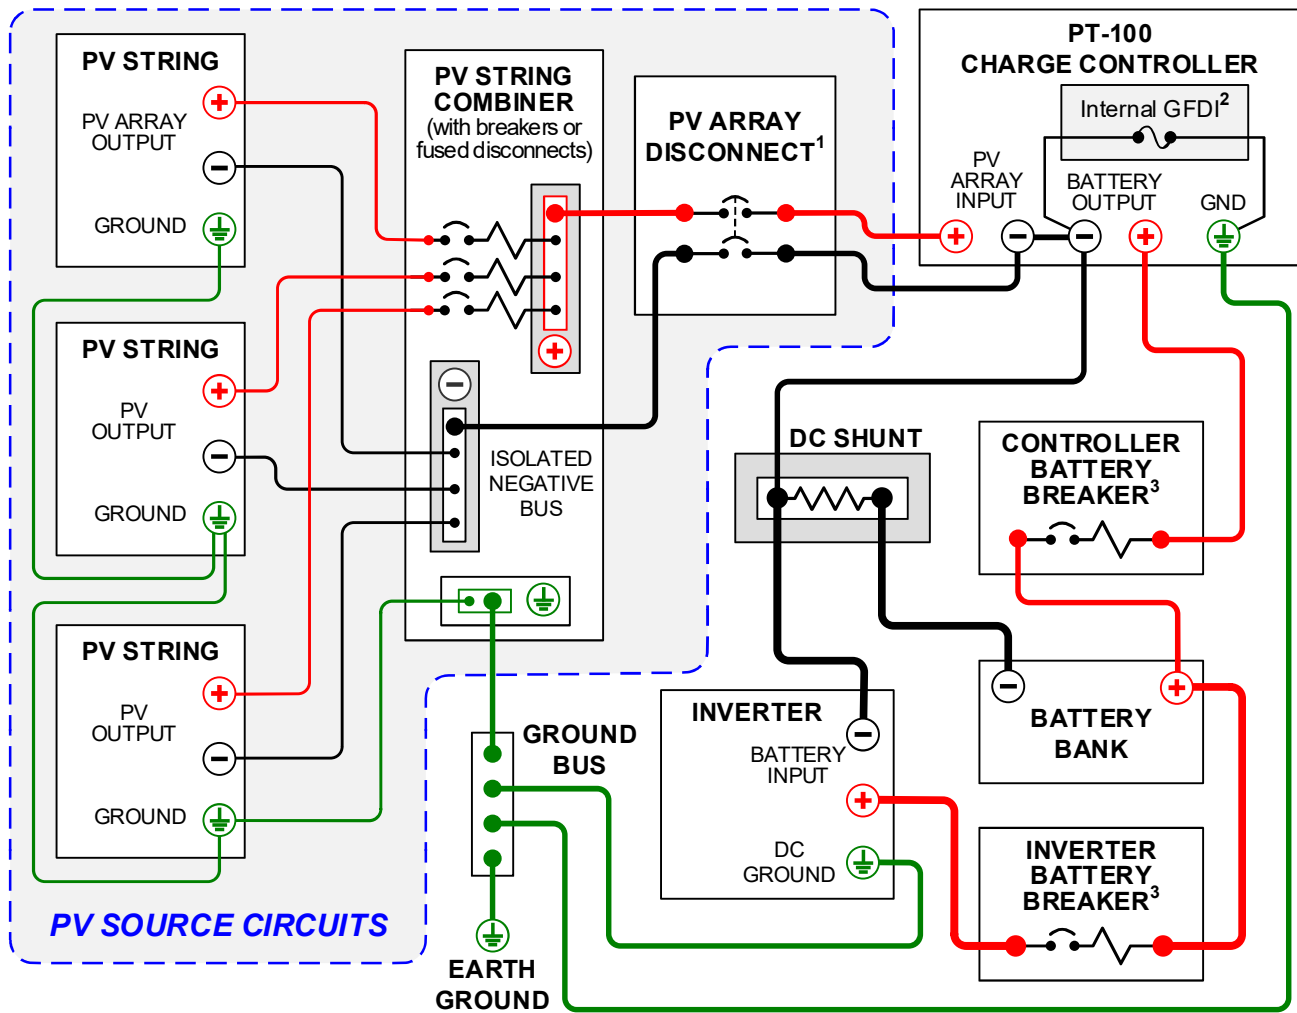 PV STRING
PV ARRAY
OUTPUT
GROUND
PV STRING
PV
OUTPUT
GROUND
PV STRING
PV
OUTPUT
GROUND
PV SOURCE CIRCUITS
PV STRING
COMBINER
(with breakers or
fused disconnects)
ISOLATED
NEGATIVE
BUS
PV ARRAY
DISCONNECT¹
PT-100
CHARGE CONTROLLER
Internal GFDI²
PV
ARRAY
INPUT
BATTERY
OUTPUT
GND
DC SHUNT
CONTROLLER
BATTERY
BREAKER³
BATTERY
BANK
INVERTER
BATTERY
INPUT
DC
GROUND
INVERTER
BATTERY
BREAKER³
GROUND
BUS
EARTH
GROUND